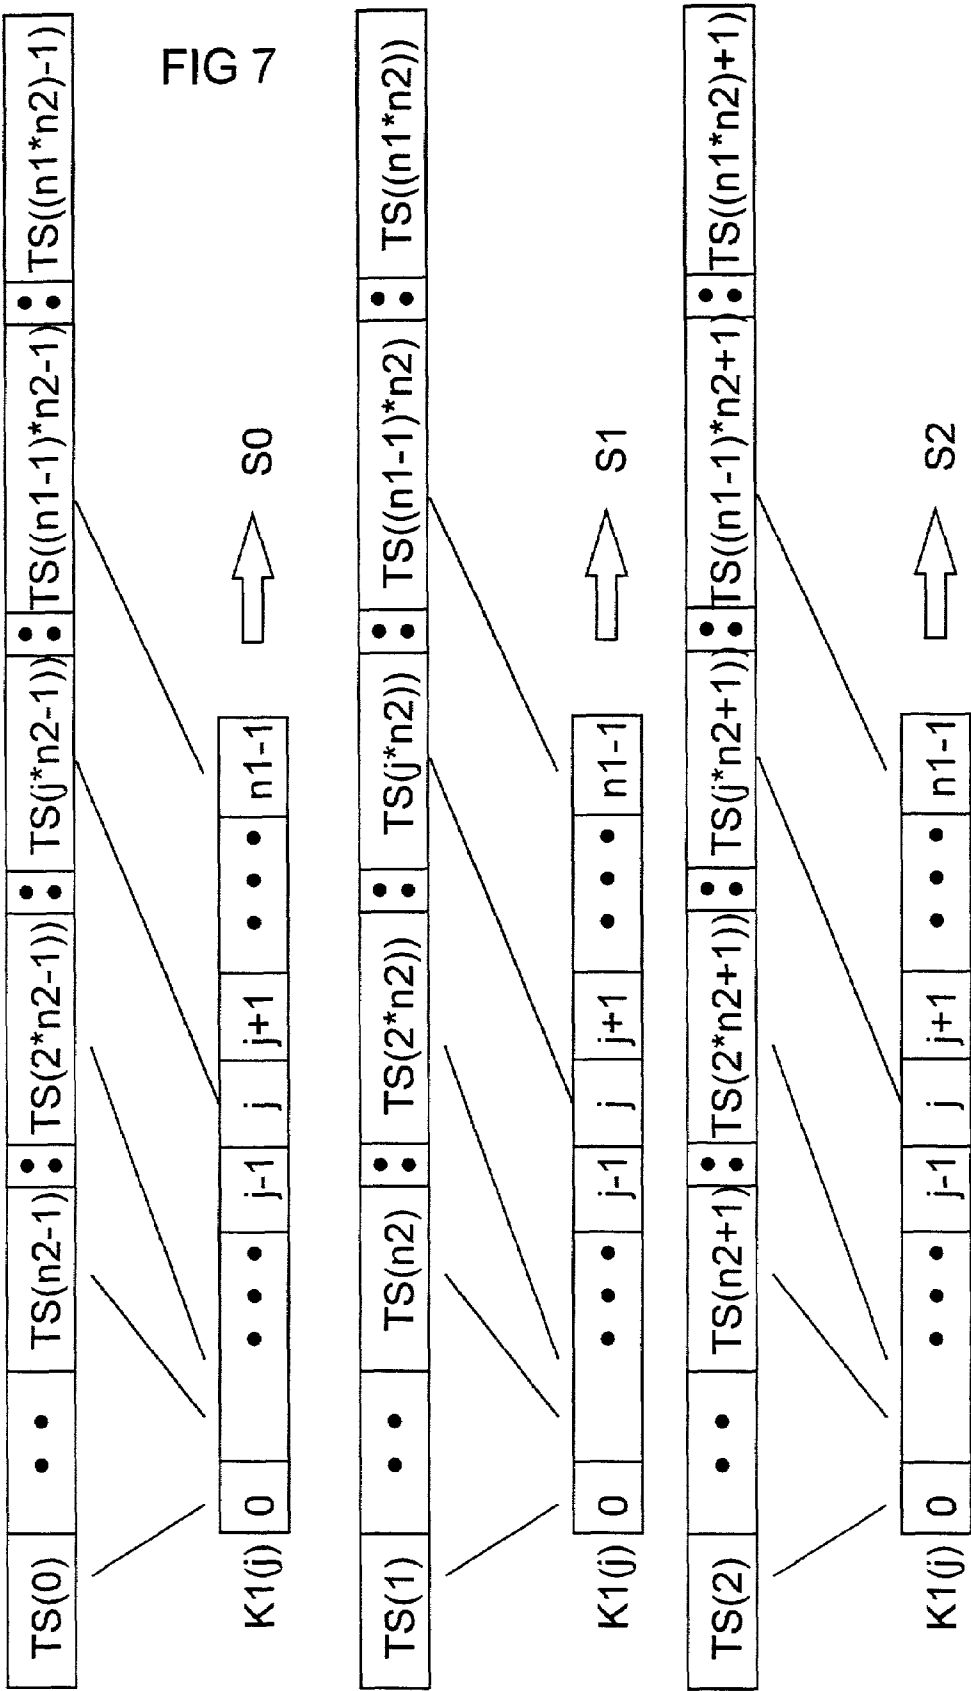 FIG 7
TS(0) • • TS(n2-1) • • TS(2*n2-1)) • • TS(j*n2-1)) • • TS((n1-1)*n2-1) • • TS((n1*n2)-1)
K1(j) 0 • • • j-1 j j+1 • • • n1-1 S0
TS(1) • • TS(n2) • • TS(2*n2)) • • TS(j*n2)) • • TS((n1-1)*n2) • • TS((n1*n2))
K1(j) 0 • • • j-1 j j+1 • • • n1-1 S1
TS(2) • • TS(n2+1) • • TS(2*n2+1)) • • TS(j*n2+1)) • • TS((n1-1)*n2+1) • • TS((n1*n2)+1)
K1(j) 0 • • • j-1 j j+1 • • • n1-1 S2